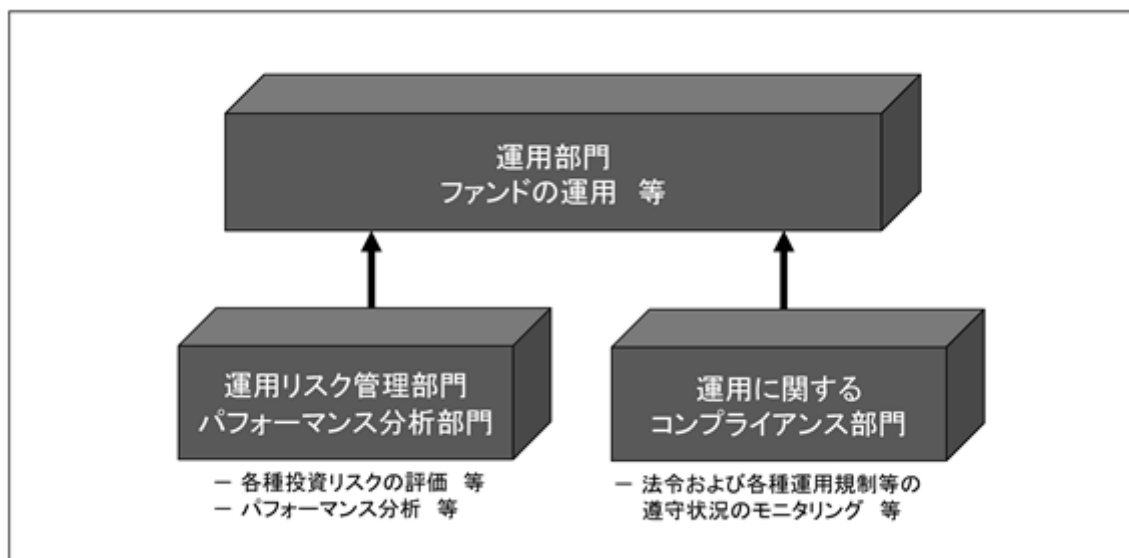 運用部門
ファンドの運用　等
運用リスク管理部門
パフォーマンス分析部門
運用に関する
コンプライアンス部門
－ 各種投資リスクの評価　等
－ パフォーマンス分析　等
－ 法令および各種運用規制等の
遵守状況のモニタリング　等